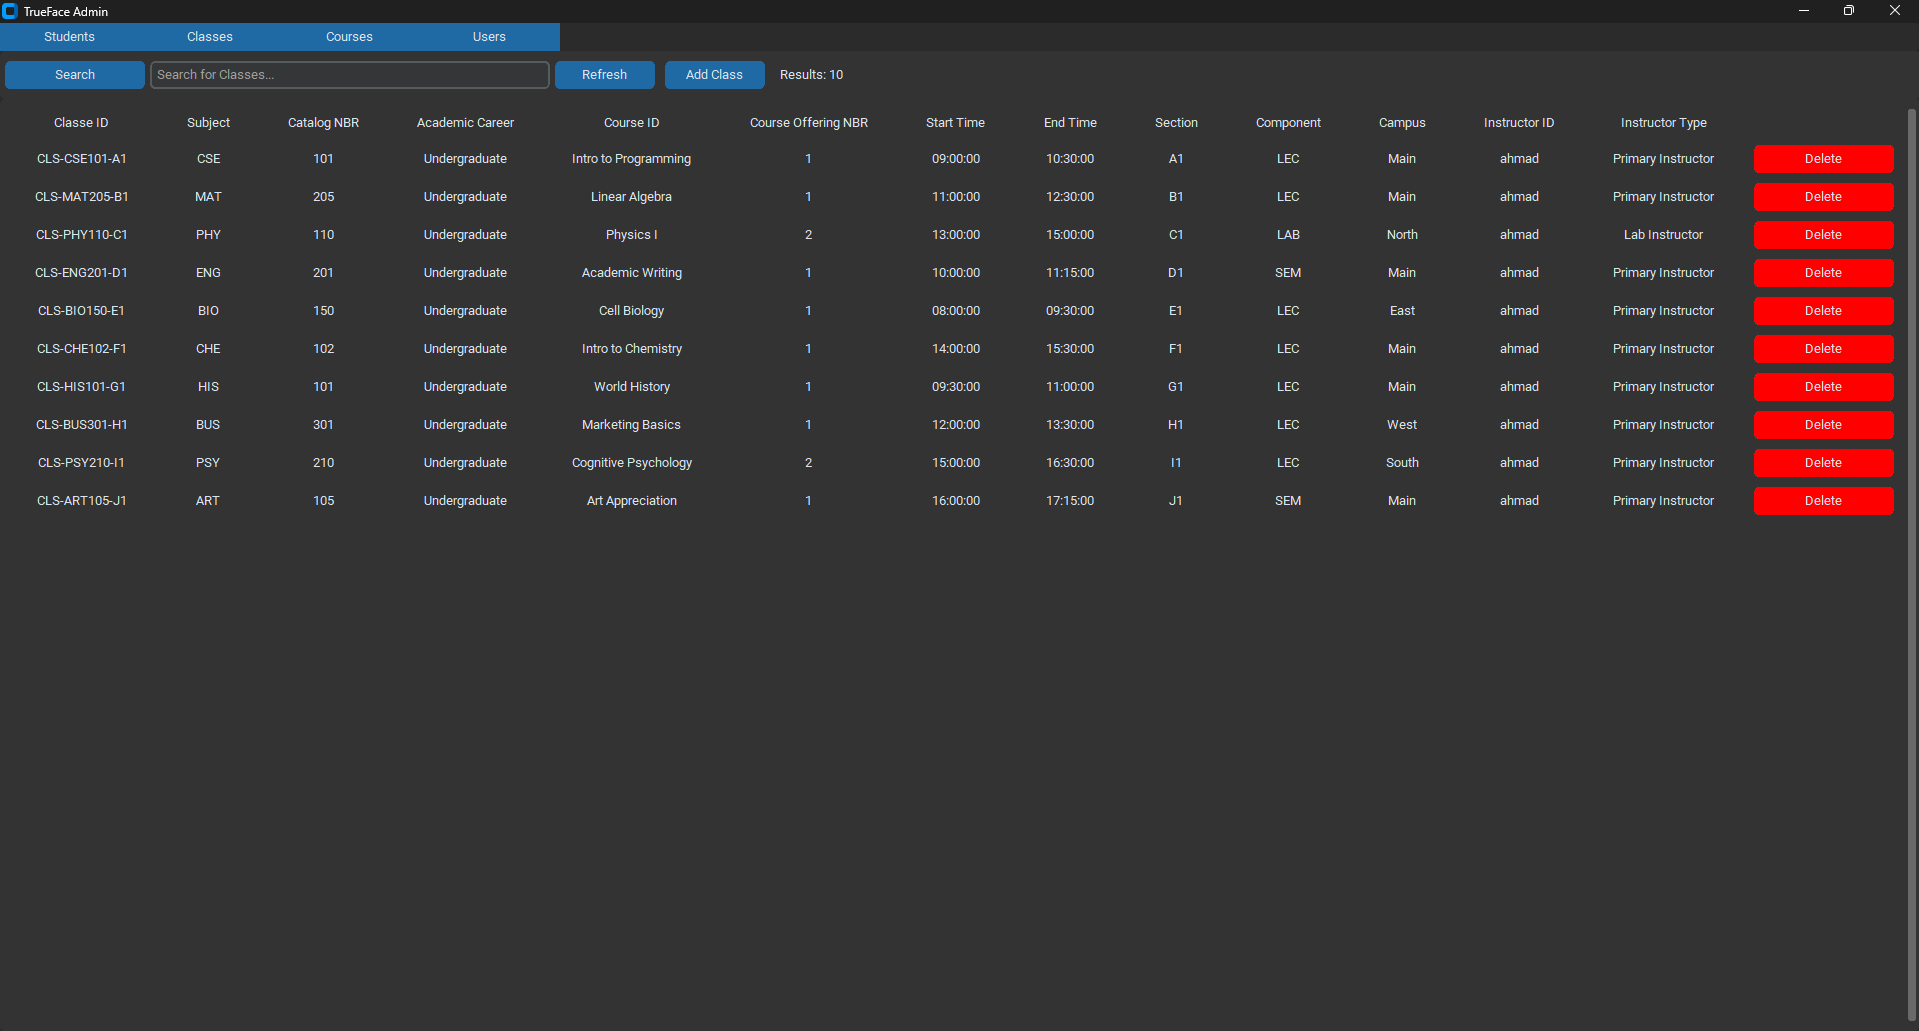 TrueFace Admin
Students Classes Courses Users
Search Search for Classes... Refresh Add Class Results: 10
Classe ID Subject Catalog NBR Academic Career Course ID Course Offering NBR Start Time End Time Section Component Campus Instructor ID Instructor Type
CLS-CSE101-A1 CSE 101 Undergraduate Intro to Programming 1 09:00:00 10:30:00 A1 LEC Main ahmad Primary Instructor Delete
CLS-MAT205-B1 MAT 205 Undergraduate Linear Algebra 1 11:00:00 12:30:00 B1 LEC Main ahmad Primary Instructor Delete
CLS-PHY110-C1 PHY 110 Undergraduate Physics I 2 13:00:00 15:00:00 C1 LAB North ahmad Lab Instructor Delete
CLS-ENG201-D1 ENG 201 Undergraduate Academic Writing 1 10:00:00 11:15:00 D1 SEM Main ahmad Primary Instructor Delete
CLS-BIO150-E1 BIO 150 Undergraduate Cell Biology 1 08:00:00 09:30:00 E1 LEC East ahmad Primary Instructor Delete
CLS-CHE102-F1 CHE 102 Undergraduate Intro to Chemistry 1 14:00:00 15:30:00 F1 LEC Main ahmad Primary Instructor Delete
CLS-HIS101-G1 HIS 101 Undergraduate World History 1 09:30:00 11:00:00 G1 LEC Main ahmad Primary Instructor Delete
CLS-BUS301-H1 BUS 301 Undergraduate Marketing Basics 1 12:00:00 13:30:00 H1 LEC West ahmad Primary Instructor Delete
CLS-PSY210-I1 PSY 210 Undergraduate Cognitive Psychology 2 15:00:00 16:30:00 I1 LEC South ahmad Primary Instructor Delete
CLS-ART105-J1 ART 105 Undergraduate Art Appreciation 1 16:00:00 17:15:00 J1 SEM Main ahmad Primary Instructor Delete